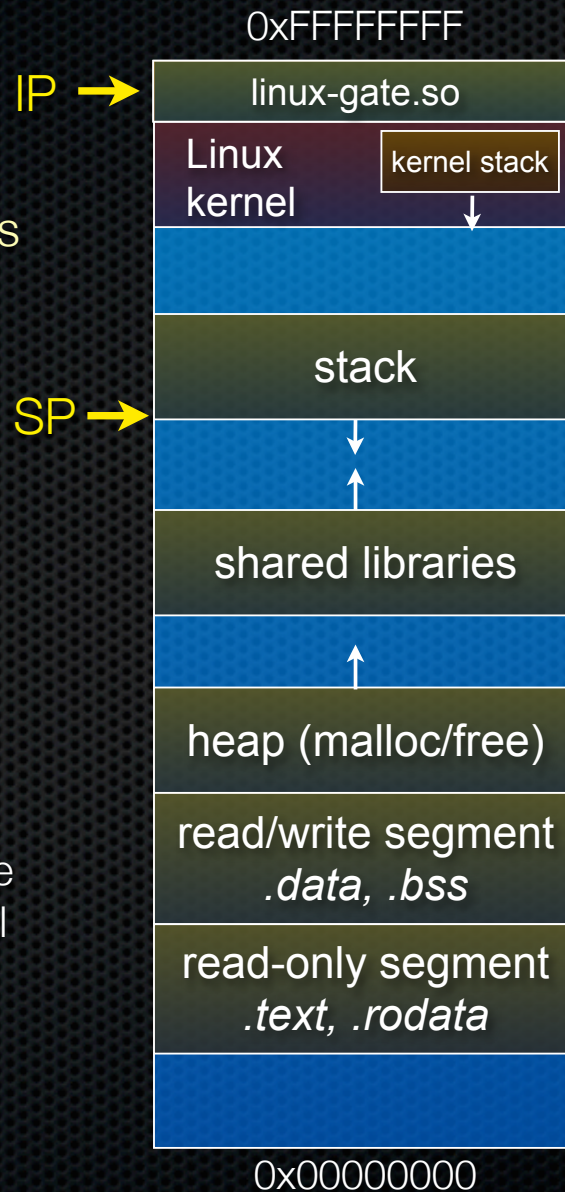 0xFFFFFFFF
IP
linux-gate.so
Linux
kernel
kernel stack
s
stack
SP
shared libraries
heap (malloc/free)
read/write segment
.data, .bss
e
l
read-only segment
.text, .rodata
0x00000000